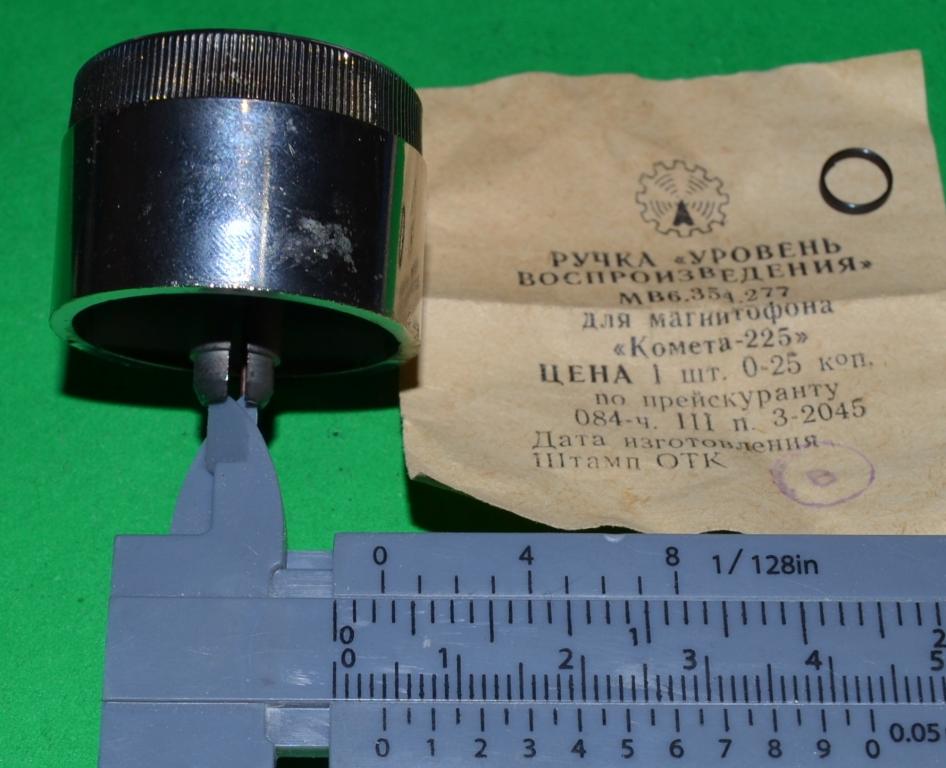 РУЧКА «УРОВЕНЬ
ВОСПРОИЗВЕДЕНИЯ»
МВ6.354.277
для магнитофона
«Комета-225»
ЦЕНА 1 шт. 0-25 коп.
по прейскуранту
084-ч. III п. 3-2045
Дата изготовления
Штамп ОТК
0 4 8 1/128in
0 1 2
0 1 2 3 4 5
0 1 2 3 4 5 6 7 8 9 0 0.05